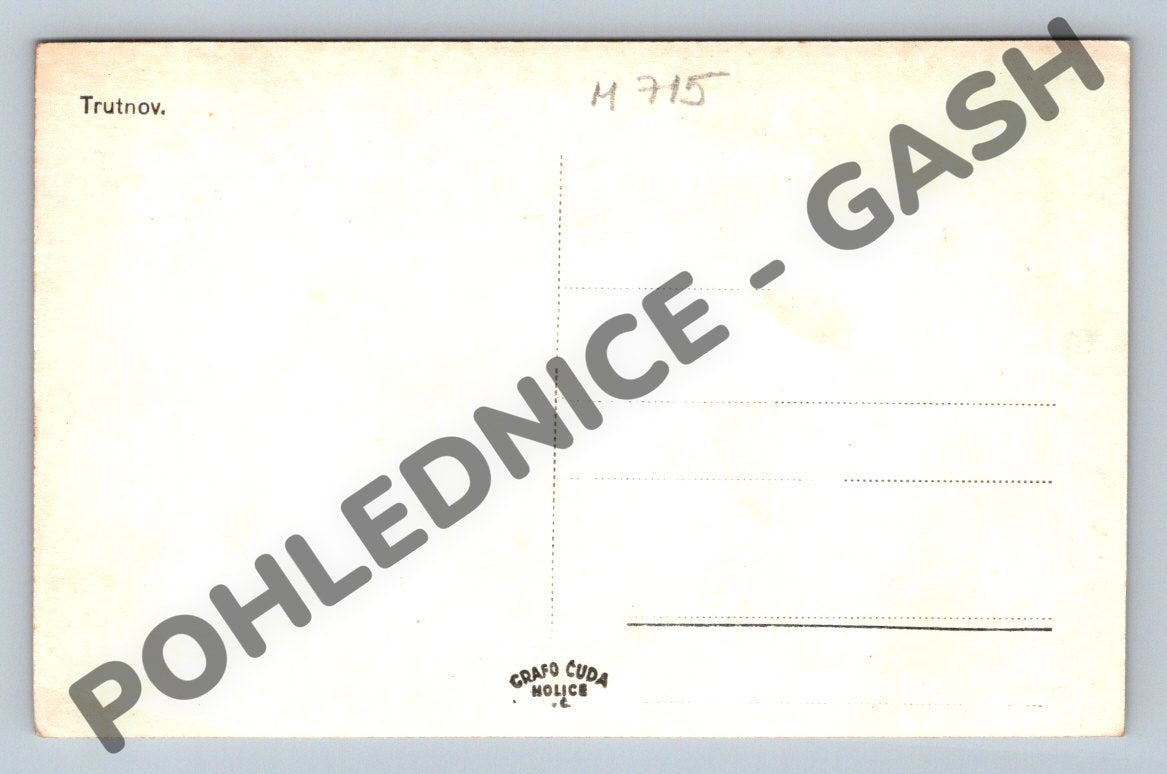 Trutnov.
M 715
POHLEDNICE - GASH
GRAFO ČUDA
HOLICE